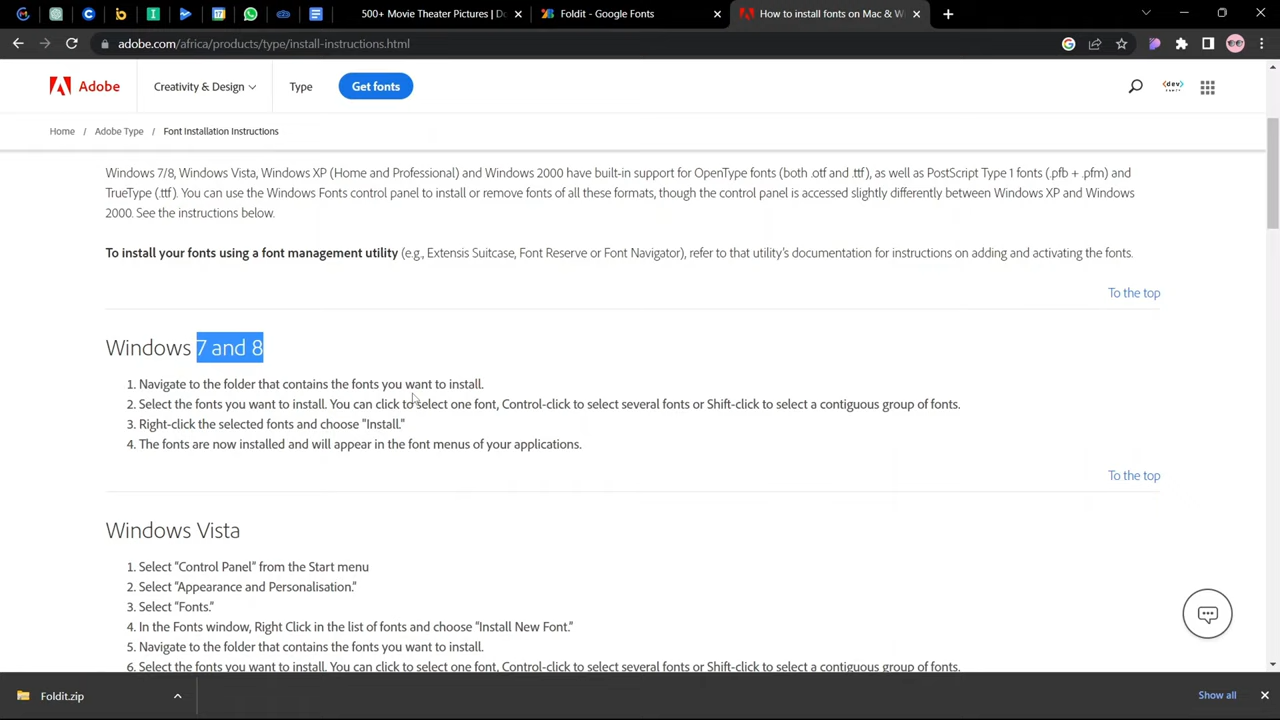 500+ Movie Theater Pictures | Do
Foldit - Google Fonts
How to install fonts on Mac & Wi
adobe.com/africa/products/type/install-instructions.html
Adobe
Creativity & Design
Type
Get fonts
Home / Adobe Type / Font Installation Instructions
Windows 7/8, Windows Vista, Windows XP (Home and Professional) and Windows 2000 have built-in support for OpenType fonts (both .otf and .ttf), as well as PostScript Type 1 fonts (.pfb + .pfm) and
TrueType (.ttf). You can use the Windows Fonts control panel to install or remove fonts of all these formats, though the control panel is accessed slightly differently between Windows XP and Windows
2000. See the instructions below.
To install your fonts using a font management utility (e.g., Extensis Suitcase, Font Reserve or Font Navigator), refer to that utility's documentation for instructions on adding and activating the fonts.
To the top
Windows 7 and 8
1. Navigate to the folder that contains the fonts you want to install.
2. Select the fonts you want to install. You can click to select one font, Control-click to select several fonts or Shift-click to select a contiguous group of fonts.
3. Right-click the selected fonts and choose "Install."
4. The fonts are now installed and will appear in the font menus of your applications.
To the top
Windows Vista
1. Select "Control Panel" from the Start menu
2. Select "Appearance and Personalisation."
3. Select "Fonts."
4. In the Fonts window, Right Click in the list of fonts and choose "Install New Font."
5. Navigate to the folder that contains the fonts you want to install.
6. Select the fonts you want to install. You can click to select one font, Control-click to select several fonts or Shift-click to select a contiguous group of fonts.
Foldit.zip
Show all